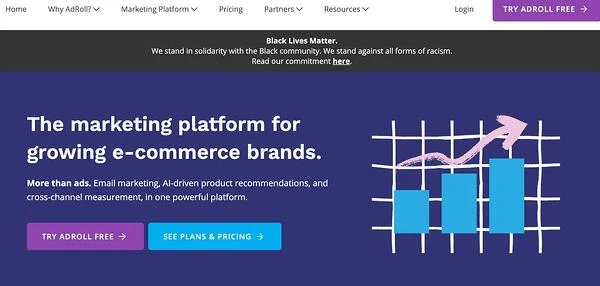 Home Why AdRoll? Marketing Platform Pricing Partners Resources Login TRY ADROLL FREE →
Black Lives Matter.
We stand in solidarity with the Black community. We stand against all forms of racism.
Read our commitment here.
The marketing platform for
growing e-commerce brands.
More than ads. Email marketing, AI-driven product recommendations, and
cross-channel measurement, in one powerful platform.
TRY ADROLL FREE → SEE PLANS & PRICING →